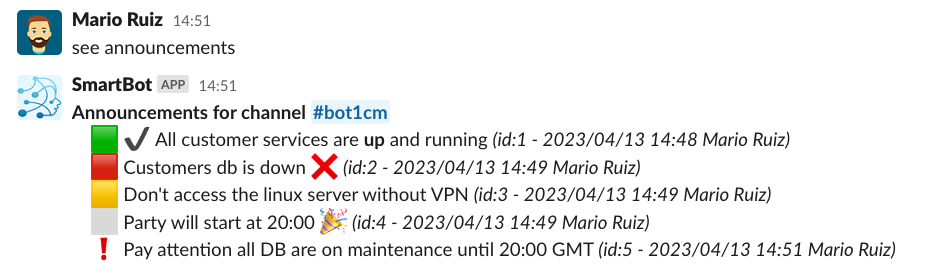 Mario Ruiz 14:51
see announcements
SmartBot APP 14:51
Announcements for channel #bot1cm
All customer services are up and running (id:1 - 2023/04/13 14:48 Mario Ruiz)
Customers db is down (id:2 - 2023/04/13 14:49 Mario Ruiz)
Don't access the linux server without VPN (id:3 - 2023/04/13 14:49 Mario Ruiz)
Party will start at 20:00 (id:4 - 2023/04/13 14:49 Mario Ruiz)
Pay attention all DB are on maintenance until 20:00 GMT (id:5 - 2023/04/13 14:51 Mario Ruiz)